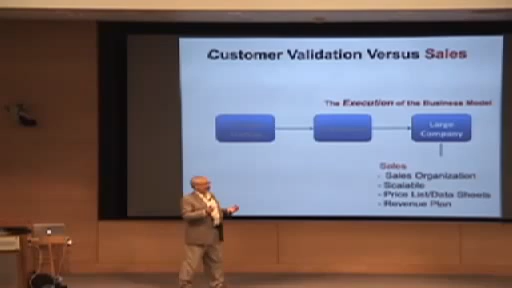 Customer Validation Versus Sales
The Execution of the Business Model
Large
Company
Sales
- Sales Organization
- Scalable
- Price List/Data Sheets
- Revenue Plan